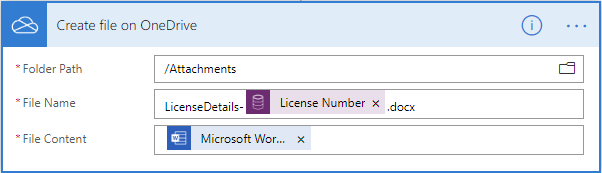 Create file on OneDrive
* Folder Path /Attachments
* File Name LicenseDetails- License Number × .docx
* File Content Microsoft Wor... ×